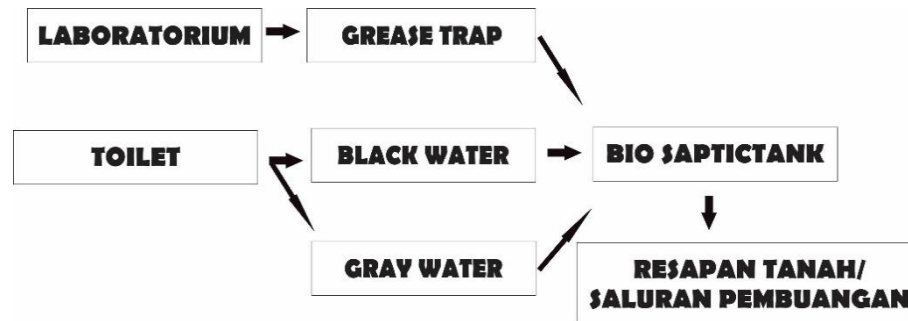 LABORATORIUM
GREASE TRAP
TOILET
BLACK WATER
BIO SAPTICTANK
GRAY WATER
RESAPAN TANAH/
SALURAN PEMBUANGAN